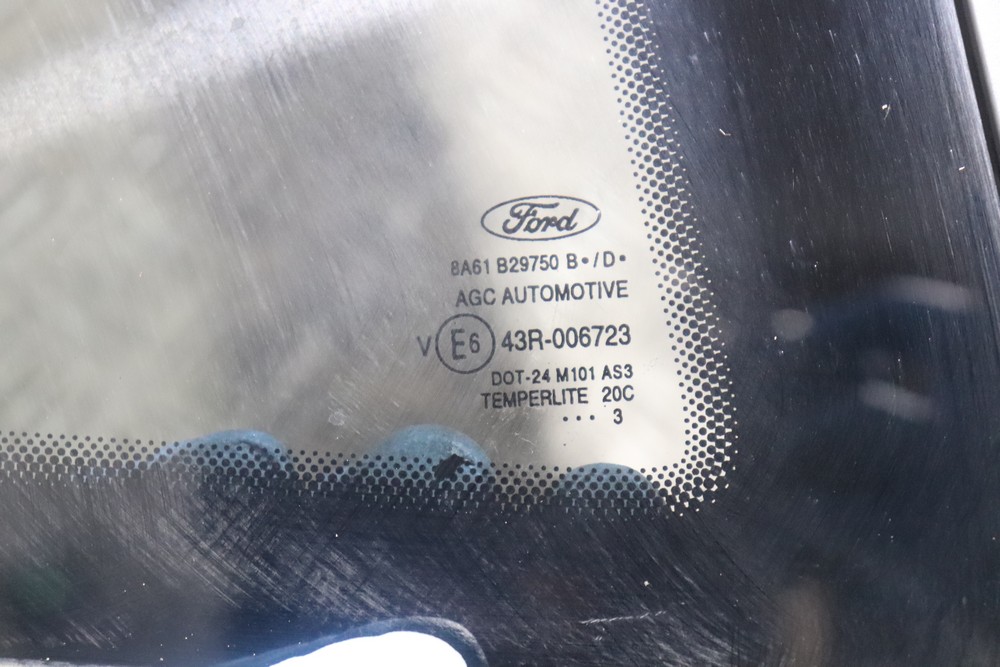 Ford
8A61 B29750 B•/D•
AGC AUTOMOTIVE
V E6 43R-006723
DOT-24 M101 AS3
TEMPERLITE 20C
••• 3